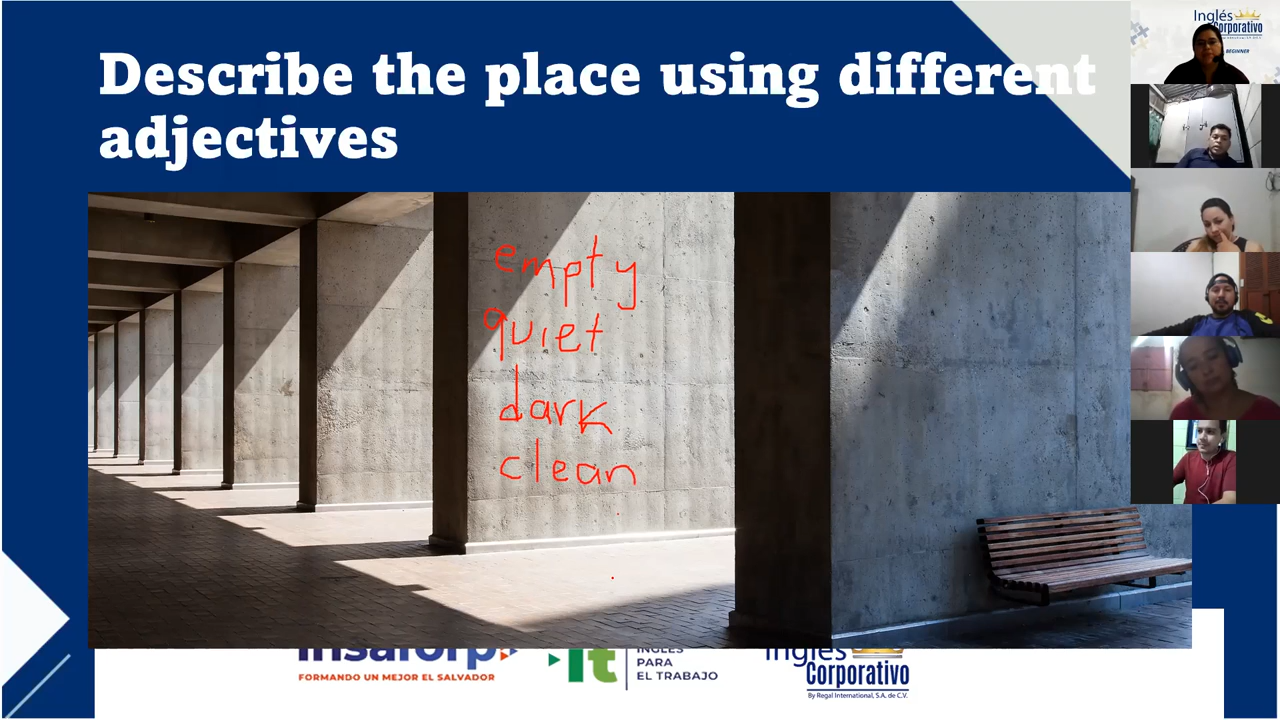 Describe the place using different
adjectives
empty
quiet
dark
clean
Inglés
Corporativo
BEGINNER
insaforp
FORMANDO UN MEJOR EL SALVADOR
It
INGLÉS
PARA
EL TRABAJO
Inglés
Corporativo
By Regal International, S.A. de C.V.